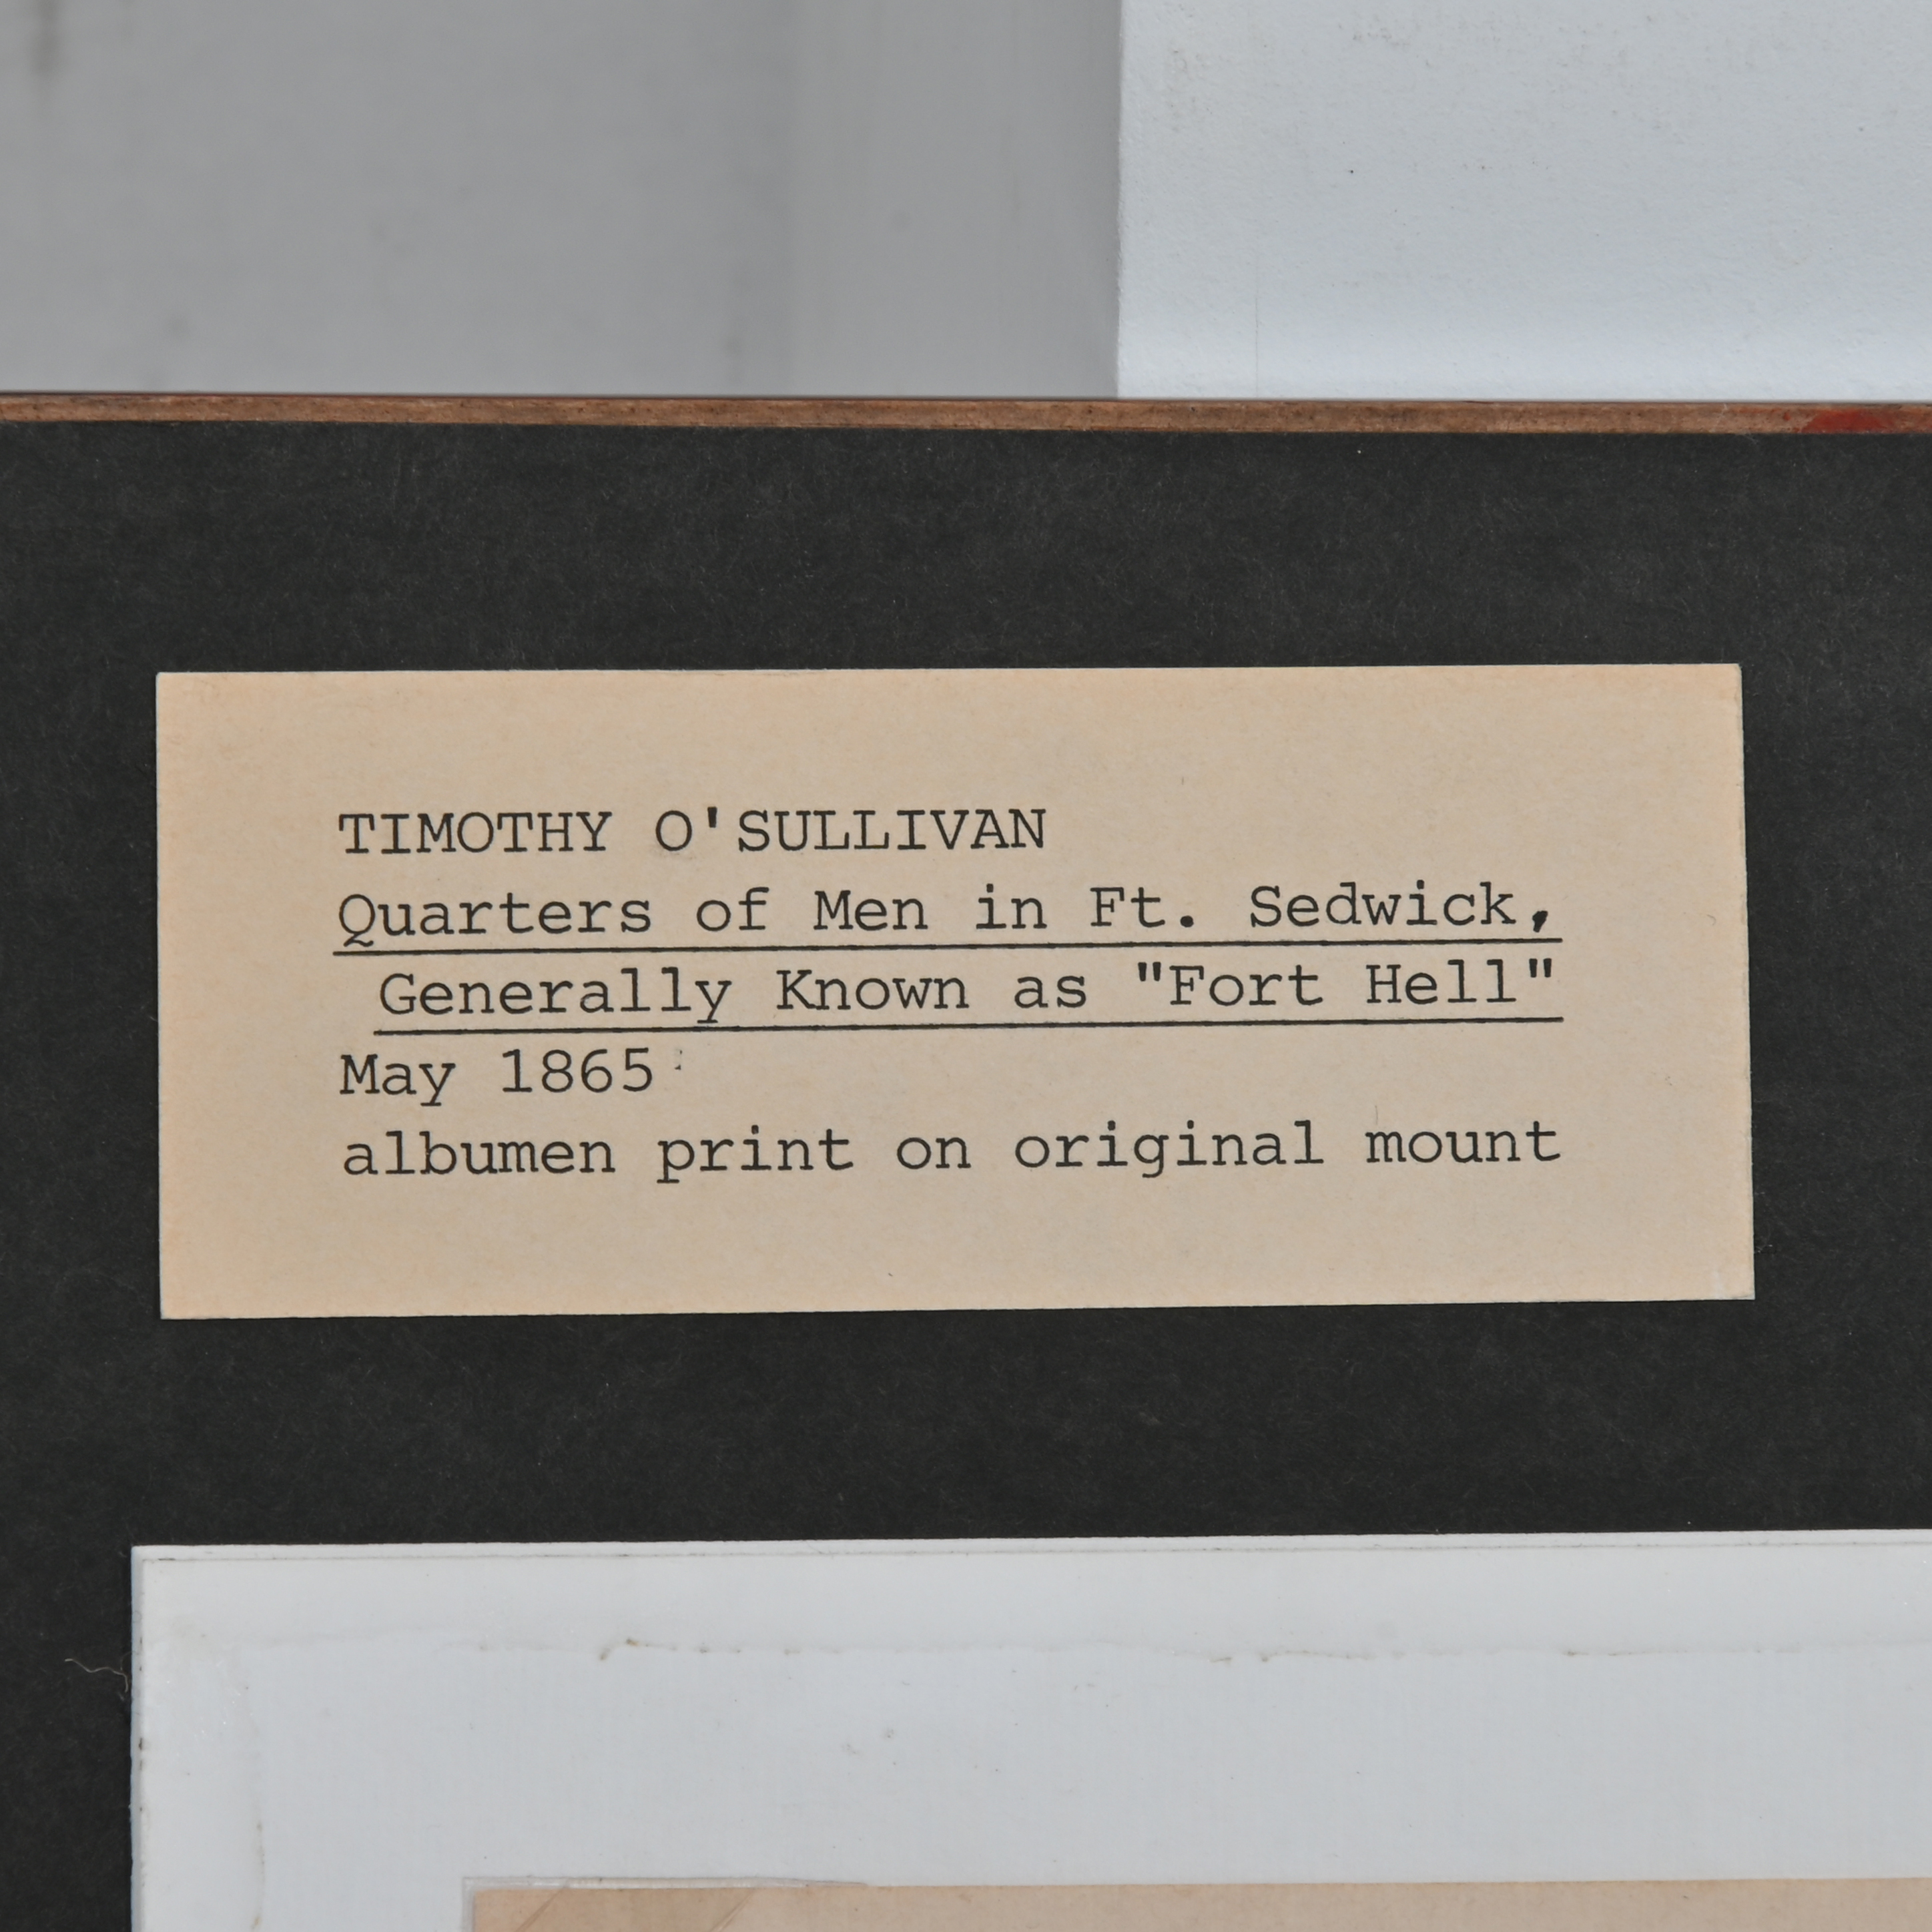 TIMOTHY O'SULLIVAN
Quarters of Men in Ft. Sedwick,
Generally Known as "Fort Hell"
May 1865
albumen print on original mount